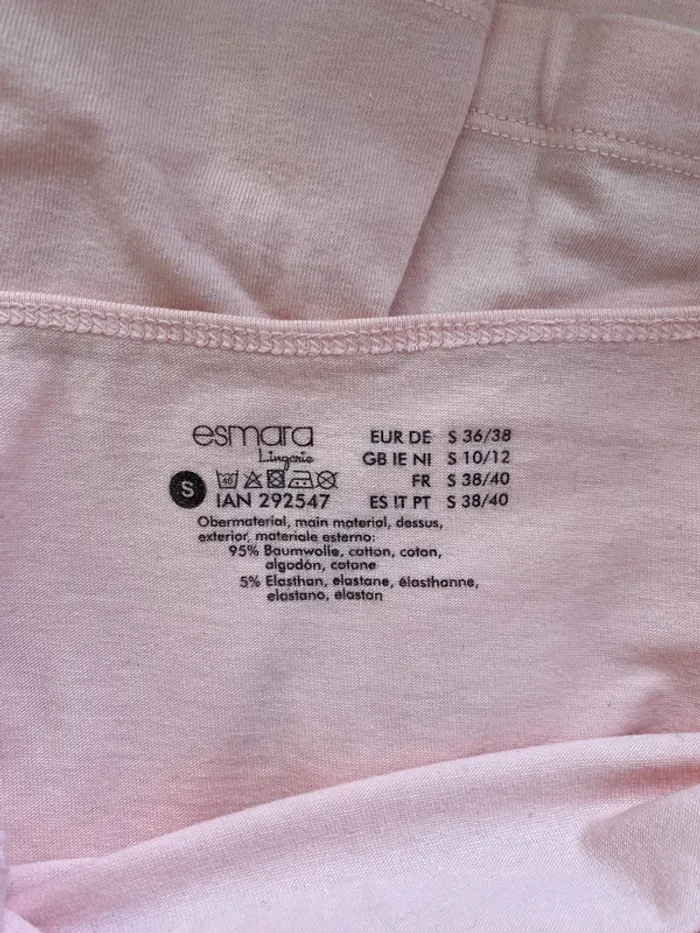 esmara
Lingerie
S
40
IAN 292547
EUR DE S 36/38
GB IE NI S 10/12
FR S 38/40
ES IT PT S 38/40
Obermaterial, main material, dessus,
exterior, materiale esterno:
95% Baumwolle, cotton, coton,
algodón, cotone
5% Elasthan, elastane, élasthanne,
elastano, elastan